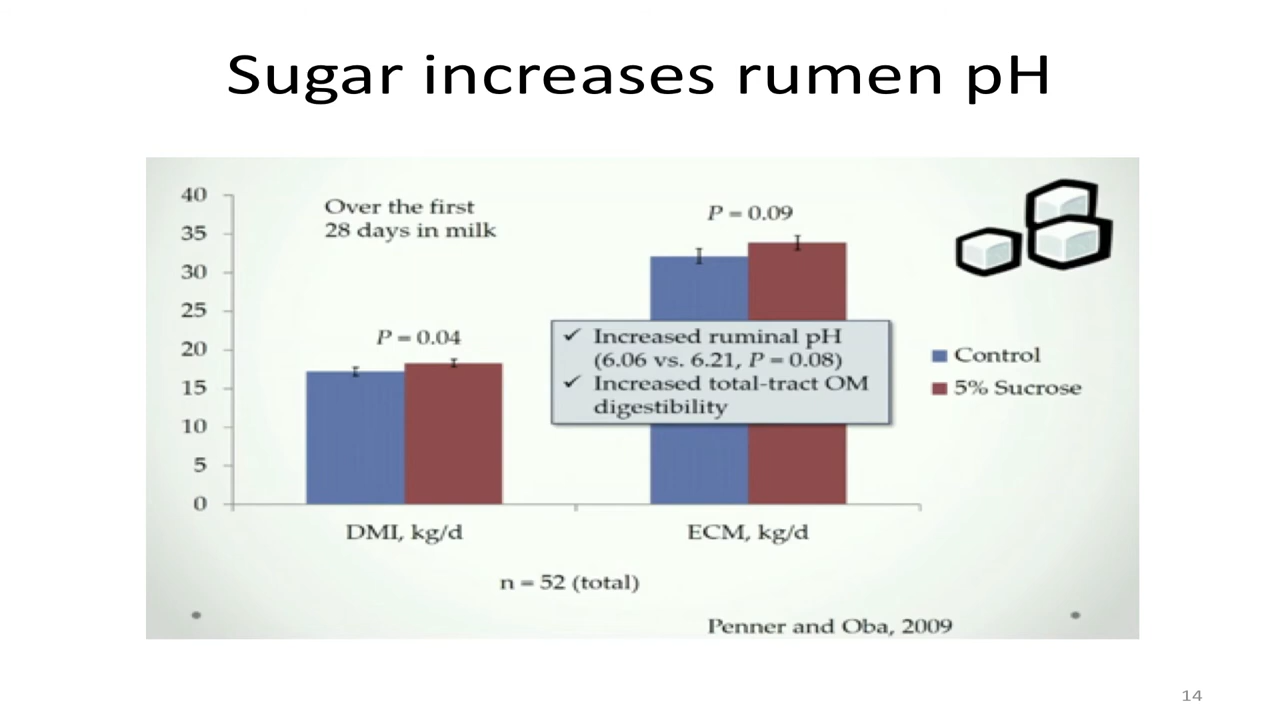 Sugar increases rumen pH
40
35
30
25
20
15
10
5
0
Over the first
28 days in milk
P = 0.04
P = 0.09
✓ Increased ruminal pH
(6.06 vs. 6.21, P = 0.08)
✓ Increased total-tract OM
digestibility
Control
5% Sucrose
DMI, kg/d
ECM, kg/d
n = 52 (total)
Penner and Oba, 2009
14